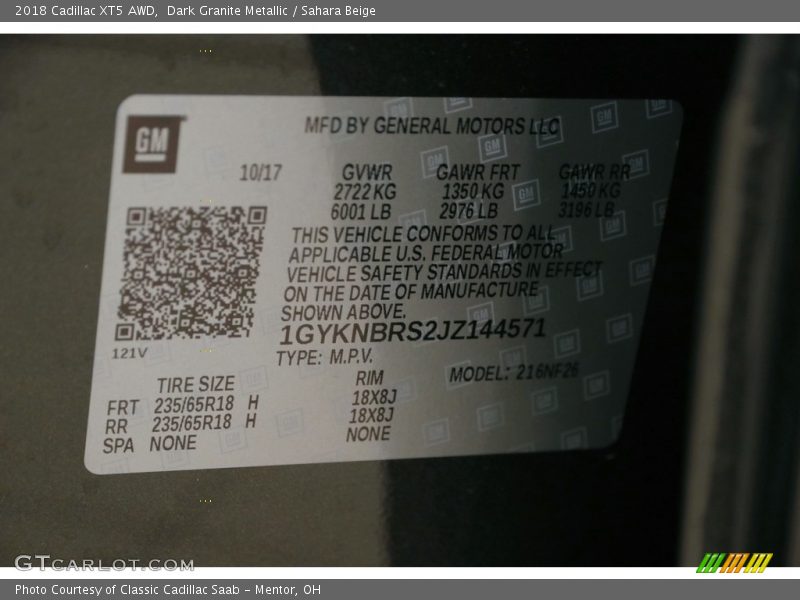 2018 Cadillac XT5 AWD, Dark Granite Metallic / Sahara Beige
GM
MFD BY GENERAL MOTORS LLC
10/17 GVWR GAWR FRT GAWR RR
2722 KG 1350 KG 1450 KG
6001 LB 2976 LB 3196 LB
THIS VEHICLE CONFORMS TO ALL
APPLICABLE U.S. FEDERAL MOTOR
VEHICLE SAFETY STANDARDS IN EFFECT
ON THE DATE OF MANUFACTURE
SHOWN ABOVE.
1GYKNBRS2JZ144571
121V
TYPE: M.P.V.
MODEL: 216NF26
TIRE SIZE RIM
FRT 235/65R18 H 18X8J
RR 235/65R18 H 18X8J
SPA NONE NONE
GTCARLOT.COM
Photo Courtesy of Classic Cadillac Saab - Mentor, OH